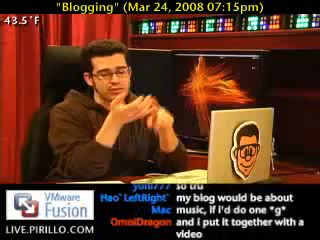 "Blogging" (Mar 24, 2008 07:15pm)
43.5°F
so tru
Hao`LeftRight` my blog would be about
Mac music, if i'd do one *g*
OmniDragon and i put it together with a
video
VMware
Fusion
LIVE.PIRILLO.COM